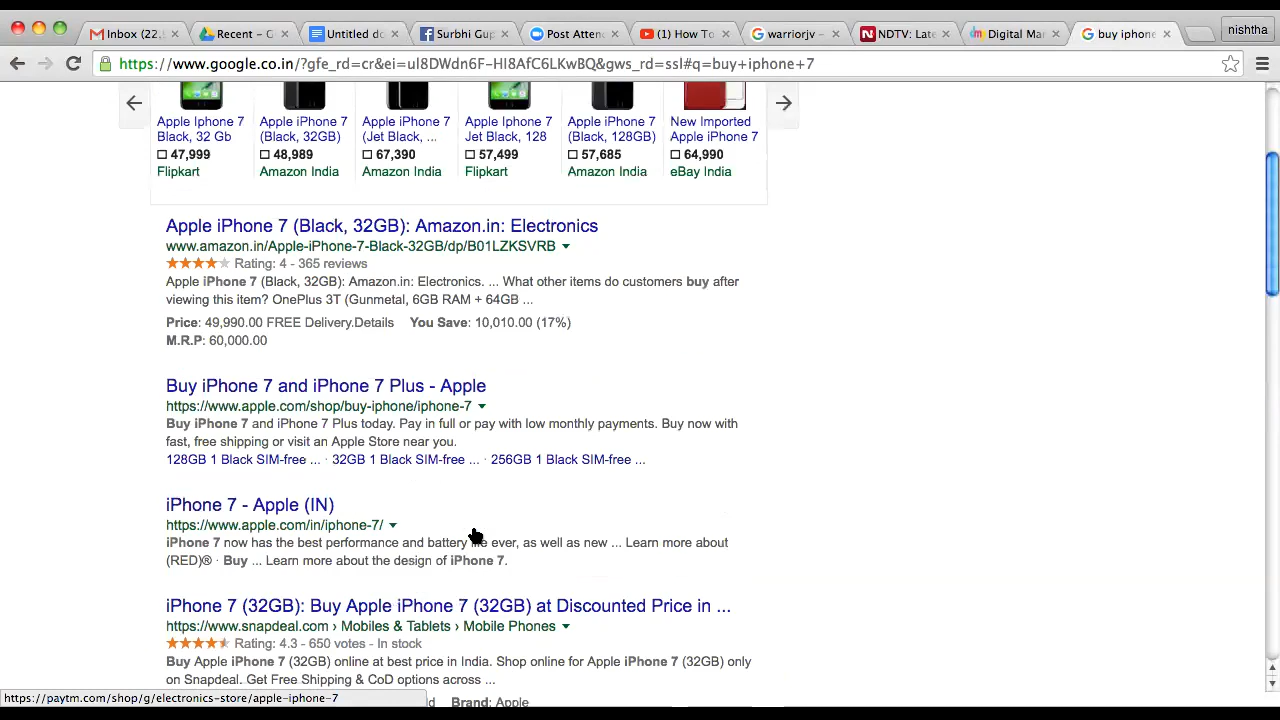 Inbox (22,
Recent – G
Untitled do
Surbhi Gup
Post Atten
(1) How To
warriorjv –
NDTV: Late
Digital Mar
buy iphone
nishtha
https://www.google.co.in/?gfe_rd=cr&ei=ul8DWdn6F-HI8AfC6LKwBQ&gws_rd=ssl#q=buy+iphone+7
Apple Iphone 7 Black, 32 Gb
47,999
Flipkart
Apple iPhone 7 (Black, 32GB)
48,989
Amazon India
Apple iPhone 7 (Jet Black, ...
67,390
Amazon India
Apple Iphone 7 Jet Black, 128
57,499
Flipkart
Apple iPhone 7 (Black, 128GB)
57,685
Amazon India
New Imported Apple iPhone 7
64,990
eBay India
Apple iPhone 7 (Black, 32GB): Amazon.in: Electronics
www.amazon.in/Apple-iPhone-7-Black-32GB/dp/B01LZKSVRB
Rating: 4 - 365 reviews
Apple iPhone 7 (Black, 32GB): Amazon.in: Electronics. ... What other items do customers buy after
viewing this item? OnePlus 3T (Gunmetal, 6GB RAM + 64GB ...
Price: 49,990.00 FREE Delivery.Details You Save: 10,010.00 (17%)
M.R.P: 60,000.00
Buy iPhone 7 and iPhone 7 Plus - Apple
https://www.apple.com/shop/buy-iphone/iphone-7
Buy iPhone 7 and iPhone 7 Plus today. Pay in full or pay with low monthly payments. Buy now with
fast, free shipping or visit an Apple Store near you.
128GB 1 Black SIM-free ... · 32GB 1 Black SIM-free ... · 256GB 1 Black SIM-free ...
iPhone 7 - Apple (IN)
https://www.apple.com/in/iphone-7/
iPhone 7 now has the best performance and battery ever, as well as new ... Learn more about
(RED)® · Buy ... Learn more about the design of iPhone 7.
iPhone 7 (32GB): Buy Apple iPhone 7 (32GB) at Discounted Price in ...
https://www.snapdeal.com › Mobiles & Tablets › Mobile Phones
Rating: 4.3 - 650 votes - In stock
Buy Apple iPhone 7 (32GB) online at best price in India. Shop online for Apple iPhone 7 (32GB) only
on Snapdeal. Get Free Shipping & CoD options across ...
Brand: Apple
https://paytm.com/shop/g/electronics-store/apple-iphone-7